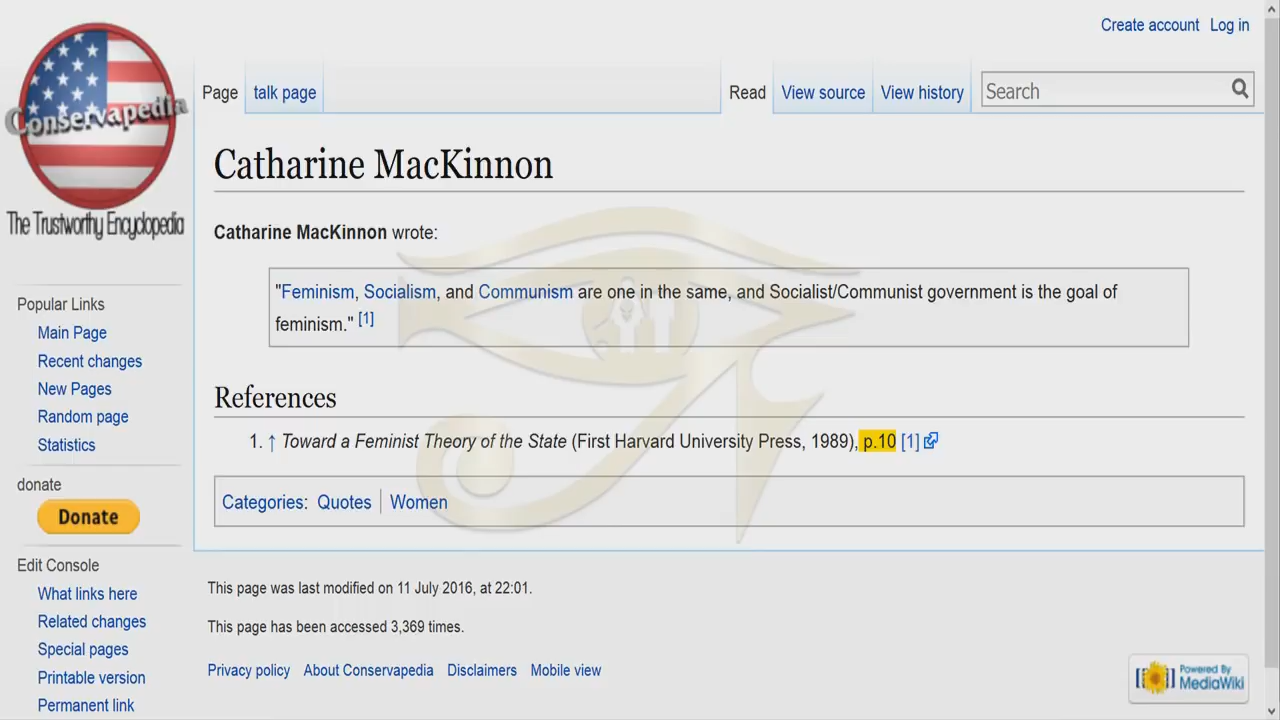 Create account Log in
Conservapedia
The Trustworthy Encyclopedia
Page talk page Read View source View history Search
Catharine MacKinnon
Catharine MacKinnon wrote:
"Feminism, Socialism, and Communism are one in the same, and Socialist/Communist government is the goal of
feminism." [1]
References
1. ↑ Toward a Feminist Theory of the State (First Harvard University Press, 1989), p.10 [1]
Categories: Quotes | Women
Popular Links
Main Page
Recent changes
New Pages
Random page
Statistics
donate
Donate
Edit Console
What links here
Related changes
Special pages
Printable version
Permanent link
This page was last modified on 11 July 2016, at 22:01.
This page has been accessed 3,369 times.
Privacy policy About Conservapedia Disclaimers Mobile view
Powered By
MediaWiki